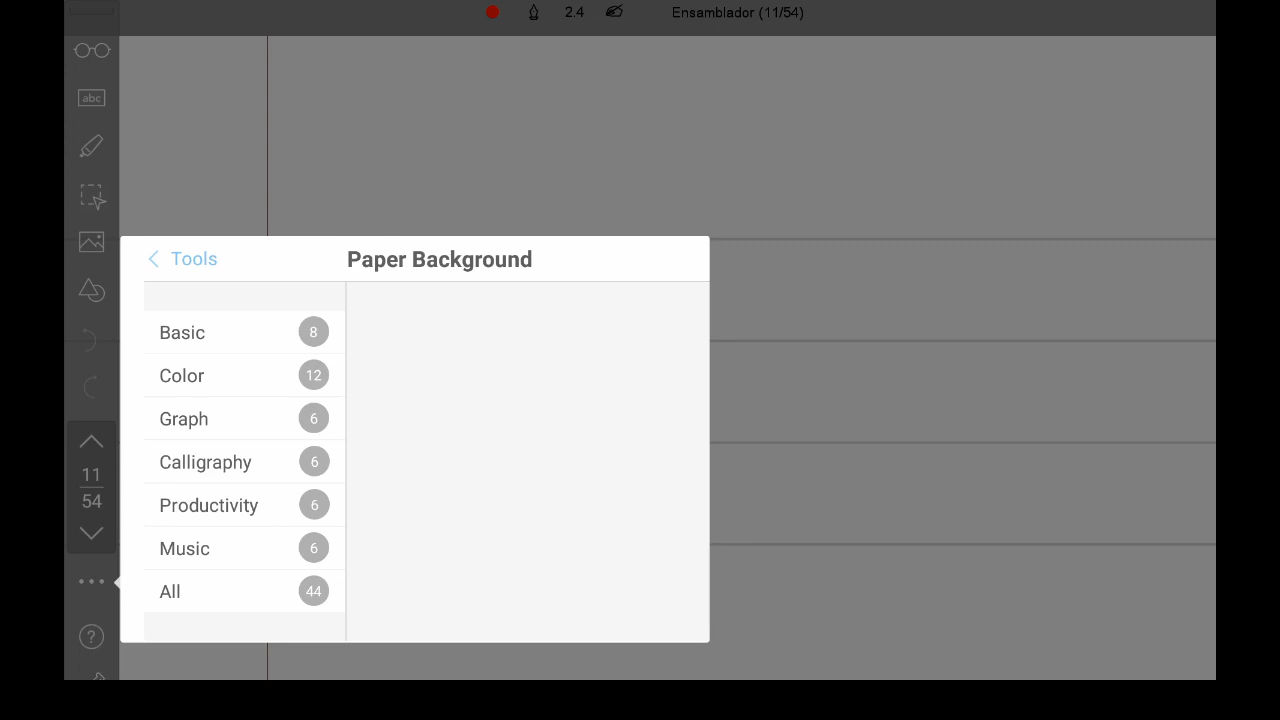 2.4 Ensamblador (11/54)
abc
Tools Paper Background
Basic 8
Color 12
Graph 6
Calligraphy 6
Productivity 6
Music 6
All 44
11
54
?